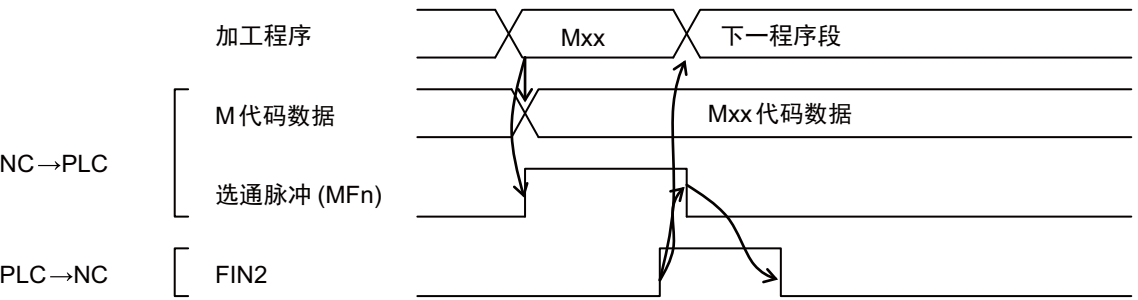 加工程序 Mxx 下一程序段
M代码数据 Mxx代码数据
NC→PLC
选通脉冲 (MFn)
PLC→NC FIN2